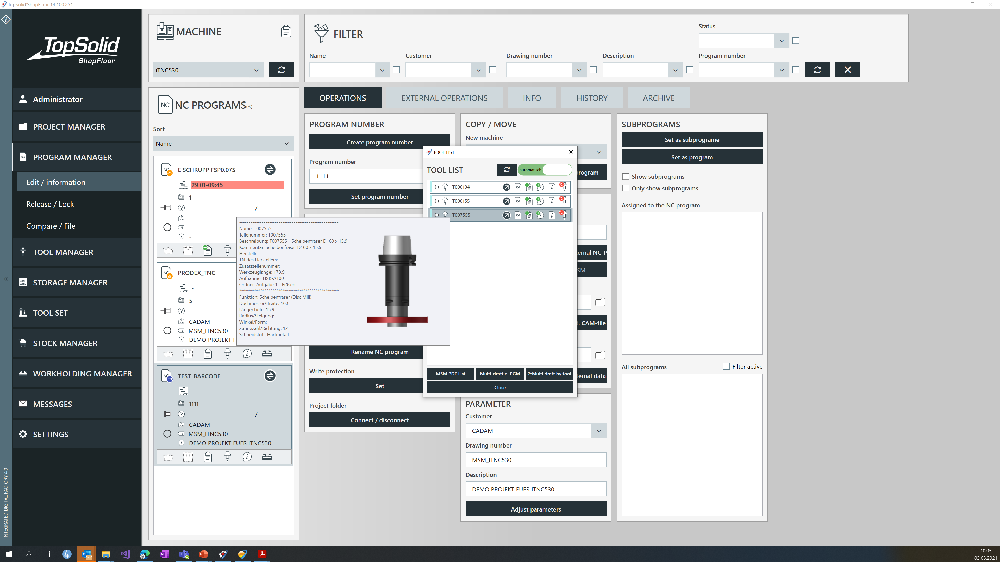 TopSolid'ShopFloor 14.100.251
TopSolid
ShopFloor
Administrator
PROJECT MANAGER
PROGRAM MANAGER
Edit / information
Release / Lock
Compare / File
TOOL MANAGER
STORAGE MANAGER
TOOL SET
STOCK MANAGER
WORKHOLDING MANAGER
MESSAGES
SETTINGS
INTEGRATED DIGITAL FACTORY 4.0
MACHINE
iTNC530
FILTER
Status
Name
Customer
Drawing number
Description
Program number
NC
NC PROGRAMS(3)
Sort
Name
E SCHRUPP FSP0.07S
29.01-09:45
1
/
-
-
-
PRODEX_TNC
-
5
CADAM
MSM_ITNC530
DEMO PROJEKT F
TEST_BARCODE
-
1111
/
CADAM
MSM_ITNC530
DEMO PROJEKT FUER ITNC530
OPERATIONS
EXTERNAL OPERATIONS
INFO
HISTORY
ARCHIVE
PROGRAM NUMBER
Create program number
Program number
1111
Set program number
Rename NC program
Write protection
Set
Project folder
Connect / disconnect
COPY / MOVE
New machine
rogram
ernal NC-P
SM
t. CAM-file
ternal data
TOOL LIST
TOOL LIST
automatisch
T000104
PDF
T000155
PDF
T007555
PDF
MSM PDF List
Multi-draft n. PGM
?*Multi draft by tool
Close
--------------------------------------------------
Name: T007555
Teilenummer: T007555
Beschreibung: T007555 - Scheibenfräser D160 x 15.9
Kommentar: Scheibenfräser D160 x 15.9
Hersteller:
TN des Herstellers:
Zusatzteilenummer:
Werkzeuglänge: 178.9
Aufnahme: HSK-A100
Ordner: Aufgabe 1 - Fräsen
**************************************************
Funktion: Scheibenfräser (Disc Mill)
Duchmesser/Breite: 160
Länge/Tiefe: 15.9
Radius/Steigung:
Winkel/Form:
Zähnezahl/Richtung: 12
Schneidstoff: Hartmetall
--------------------------------------------------
PARAMETER
Customer
CADAM
Drawing number
MSM_ITNC530
Description
DEMO PROJEKT FUER ITNC530
Adjust parameters
SUBPROGRAMS
Set as subprograme
Set as program
Show subprograms
Only show subprograms
Assigned to the NC program
All subprograms
Filter active
10:05
03.03.2021